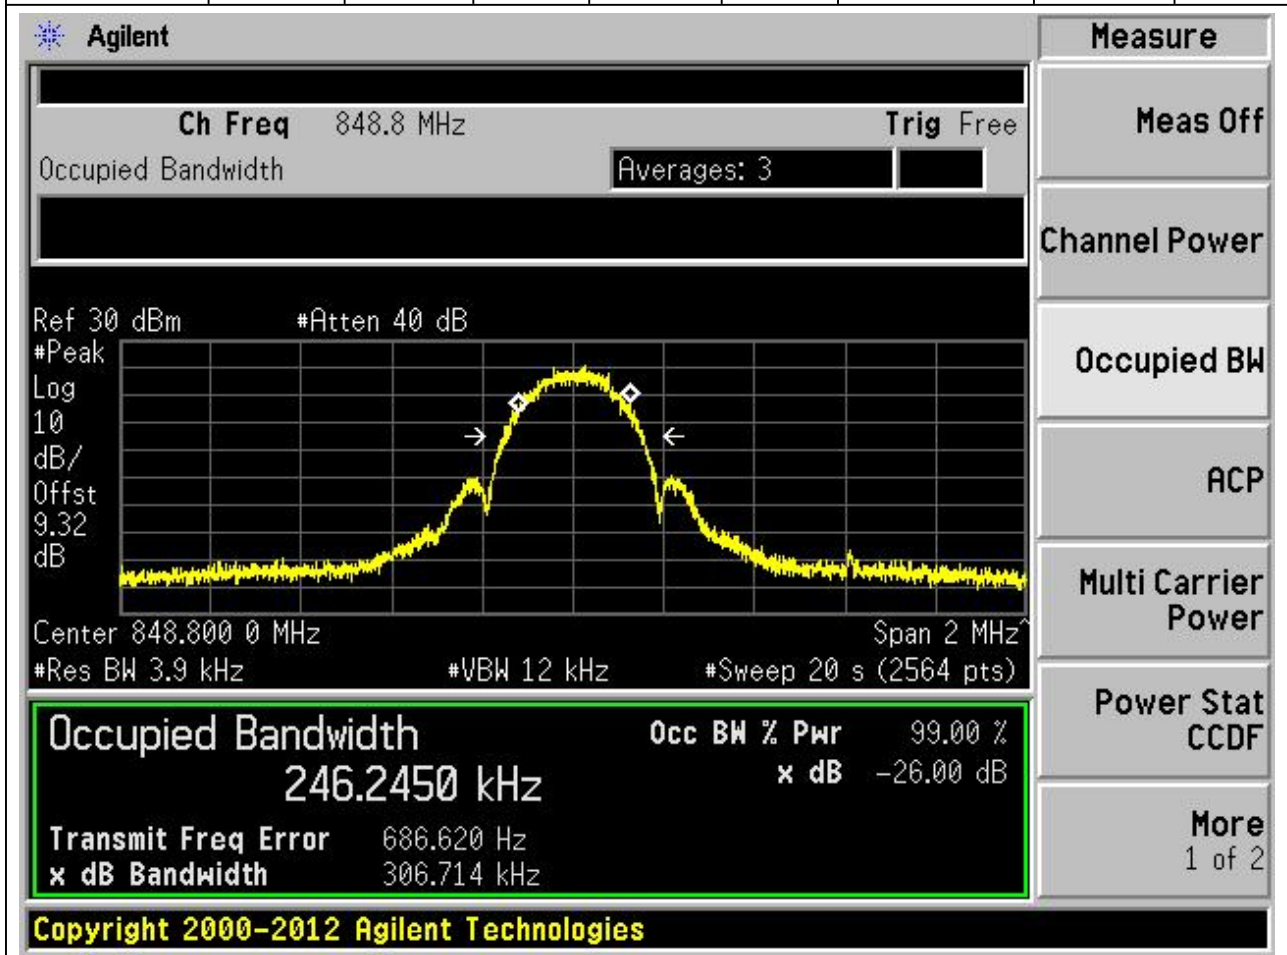 Agilent
Measure
Ch Freq 848.8 MHz Trig Free
Meas Off
Occupied Bandwidth Averages: 3
Channel Power
Ref 30 dBm #Atten 40 dB
#Peak
Log
10
dB/
Offst
9.32
dB
Occupied BW
ACP
Center 848.800 0 MHz Span 2 MHz^
#Res BW 3.9 kHz #VBW 12 kHz #Sweep 20 s (2564 pts)
Multi Carrier
Power
Occupied Bandwidth Occ BW % Pwr 99.00 %
246.2450 kHz x dB -26.00 dB
Transmit Freq Error 686.620 Hz
x dB Bandwidth 306.714 kHz
Power Stat
CCDF
More
1 of 2
Copyright 2000-2012 Agilent Technologies